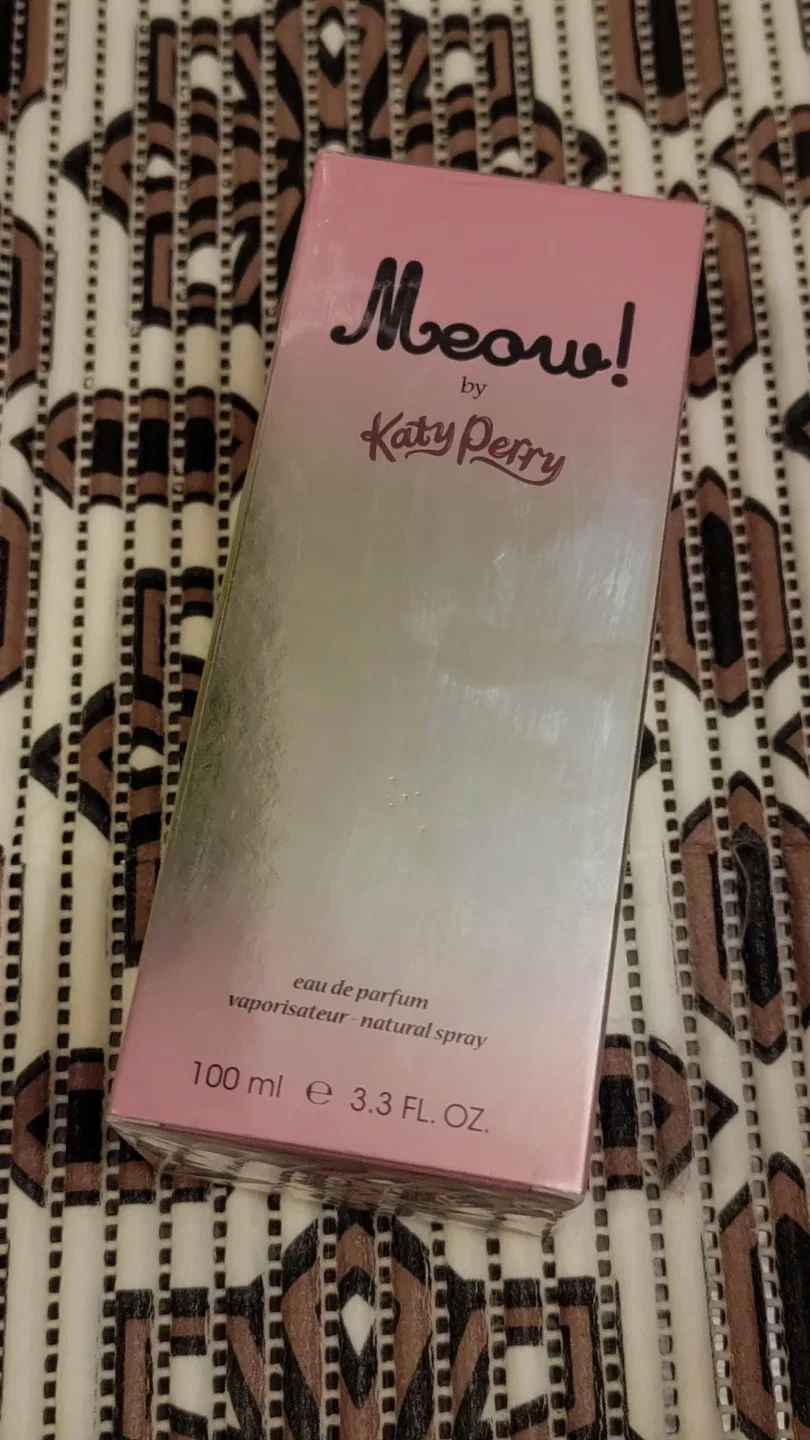 Meow!
by
Katy Perry
eau de parfum
vaporisateur - natural spray
100 ml ℮ 3.3 FL. OZ.